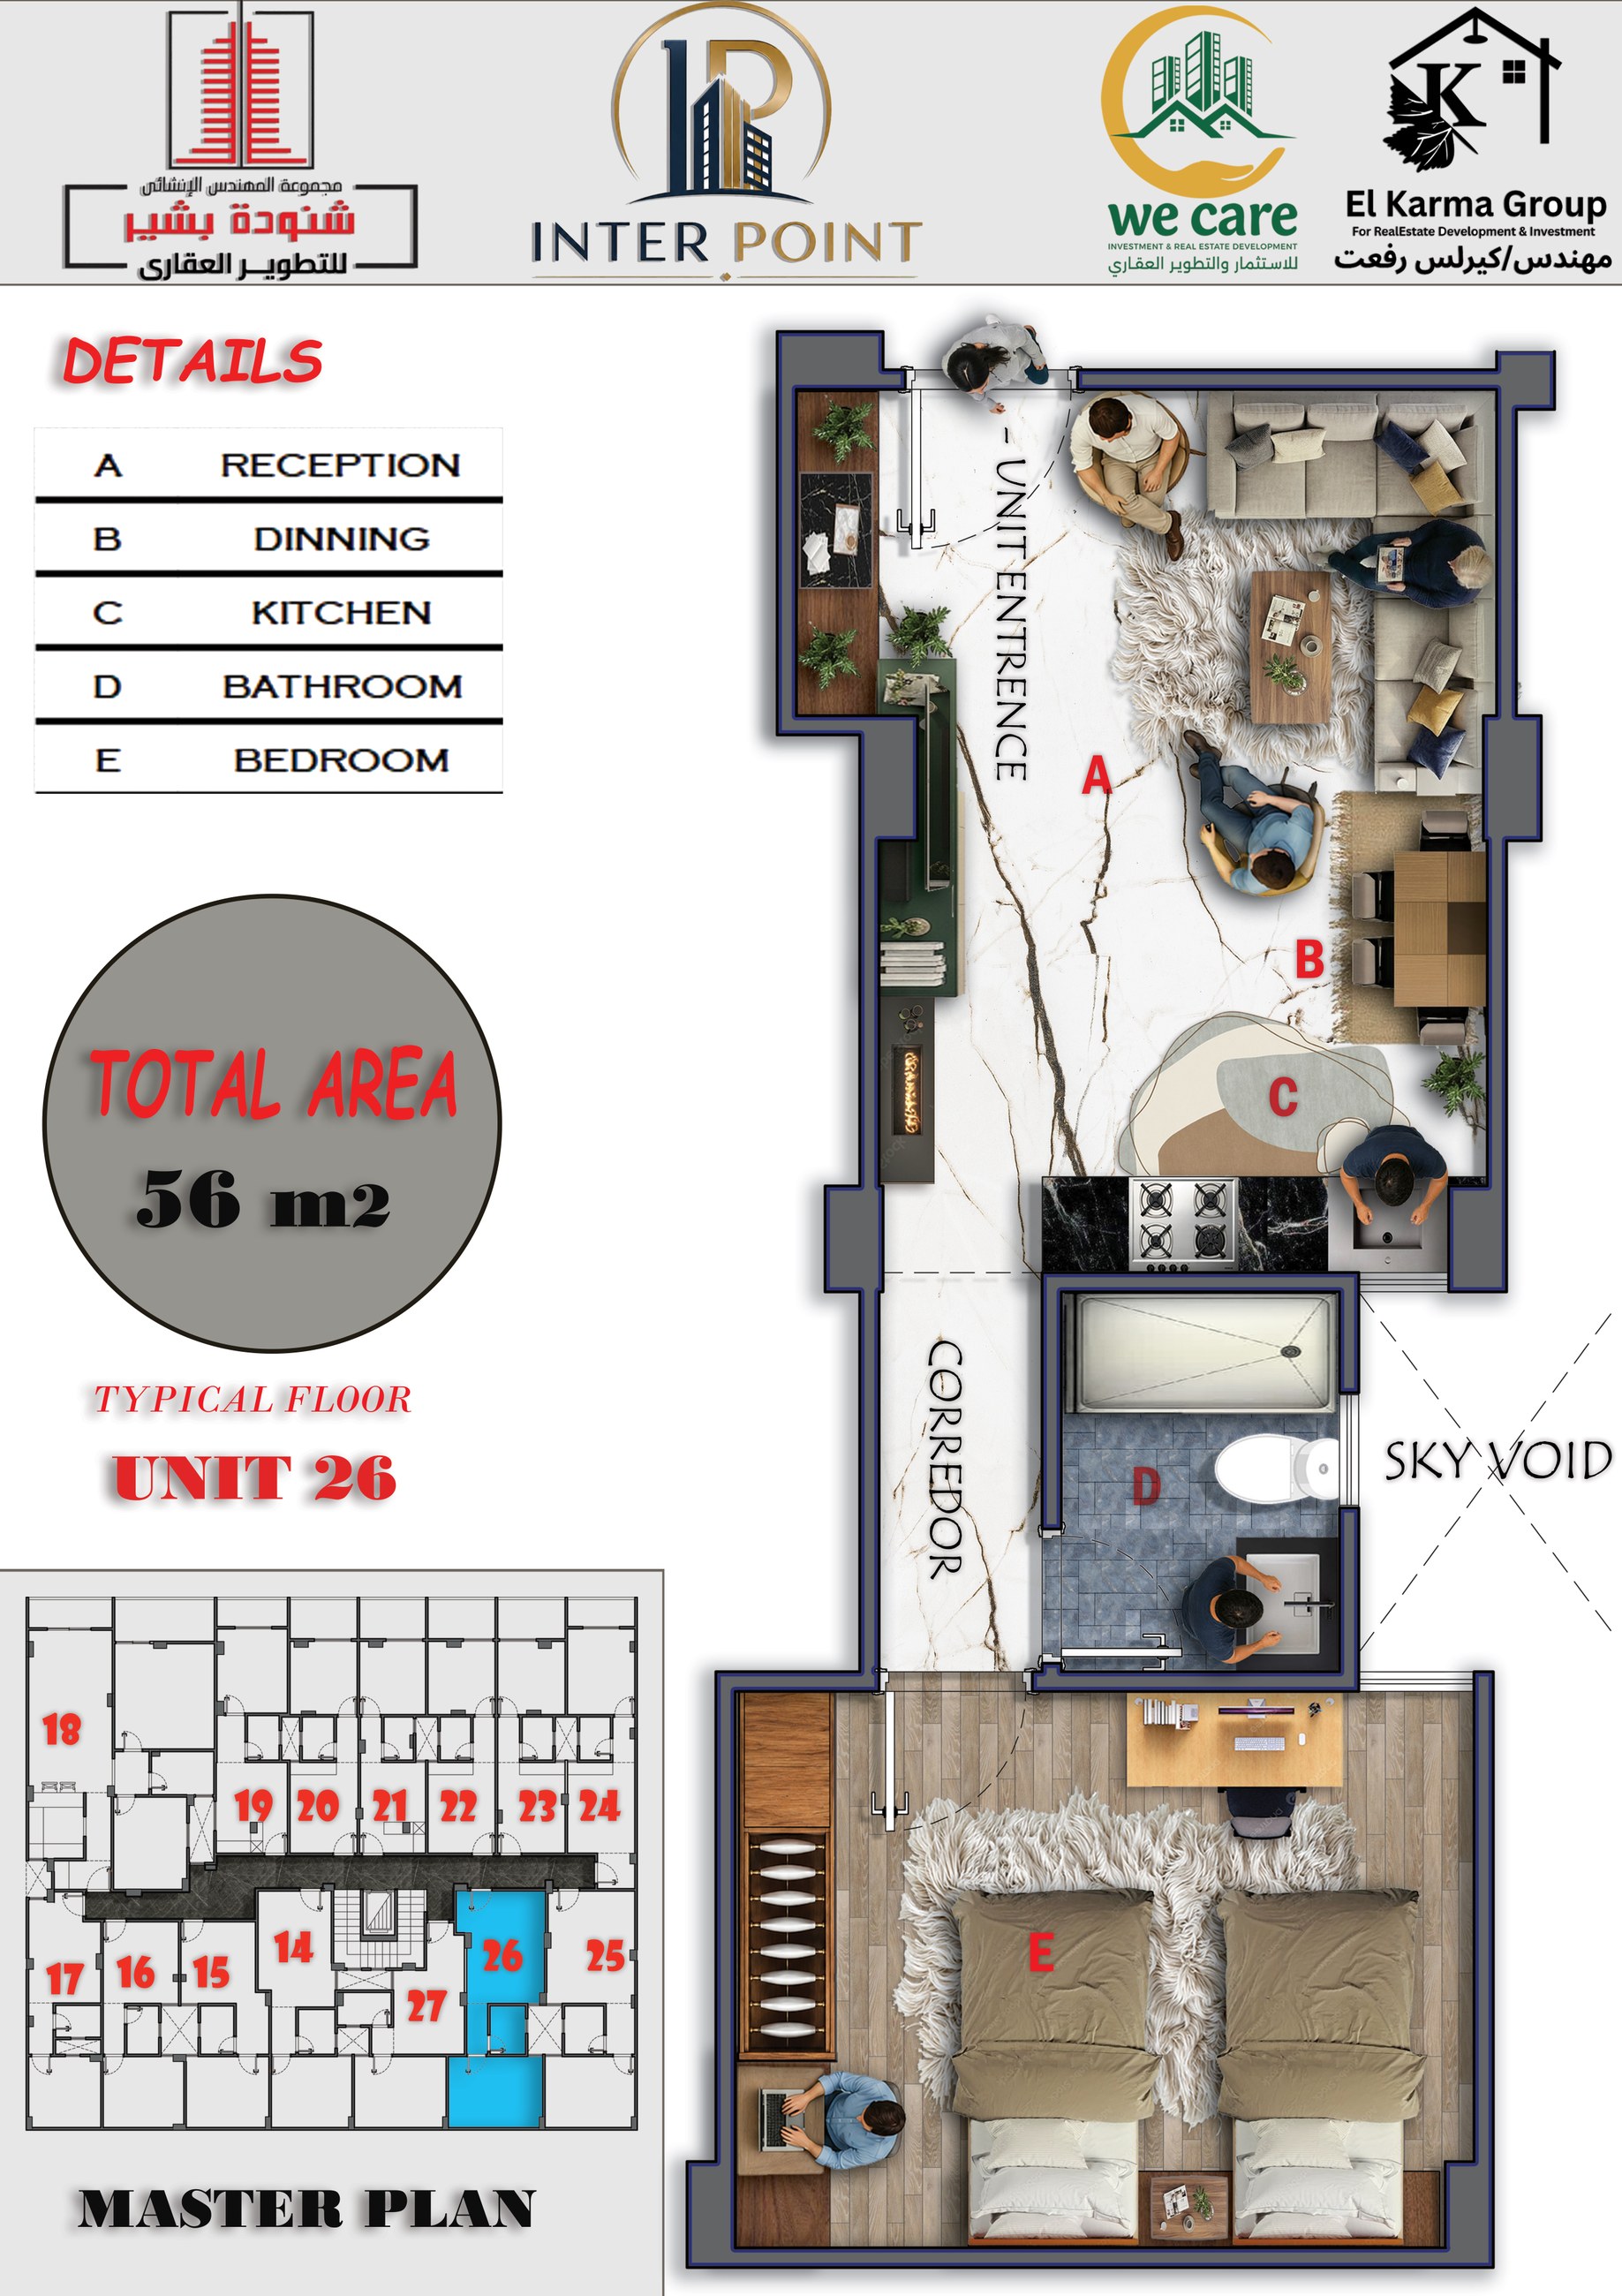 مجموعة المهندس الإنشائى
شنودة بشير
للتطوير العقارى
INTER POINT
we care
INVESTMENT & REAL ESTATE DEVELOPMENT
للاستثمار والتطوير العقاري
K
El Karma Group
For RealEstate Development & Investment
مهندس/كيرلس رفعت
DETAILS
A RECEPTION
B DINNING
C KITCHEN
D BATHROOM
E BEDROOM
TOTAL AREA
56 m2
TYPICAL FLOOR
UNIT 26
- UNIT ENTRENCE
A
B
C
CORREDOR
D
SKY VOID
E
18
19 20 21 22 23 24
17 16 15 14 27 26 25
MASTER PLAN